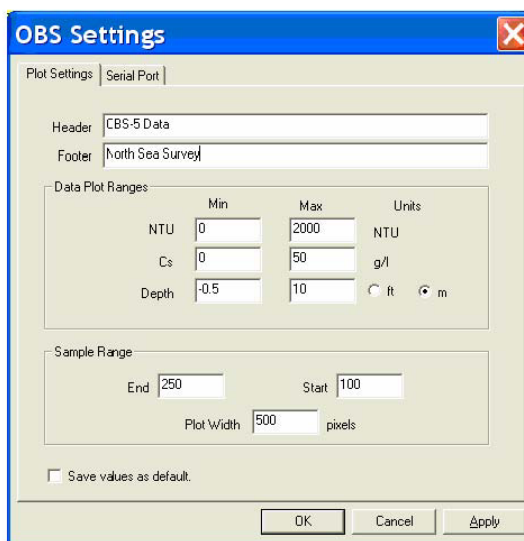 OBS Settings
Plot Settings Serial Port
Header CBS-5 Data
Footer North Sea Survey
Data Plot Ranges
Min Max Units
NTU 0 2000 NTU
Cs 0 50 g/l
Depth -0.5 10 ft m
Sample Range
End 250 Start 100
Plot Width 500 pixels
Save values as default.
OK Cancel Apply